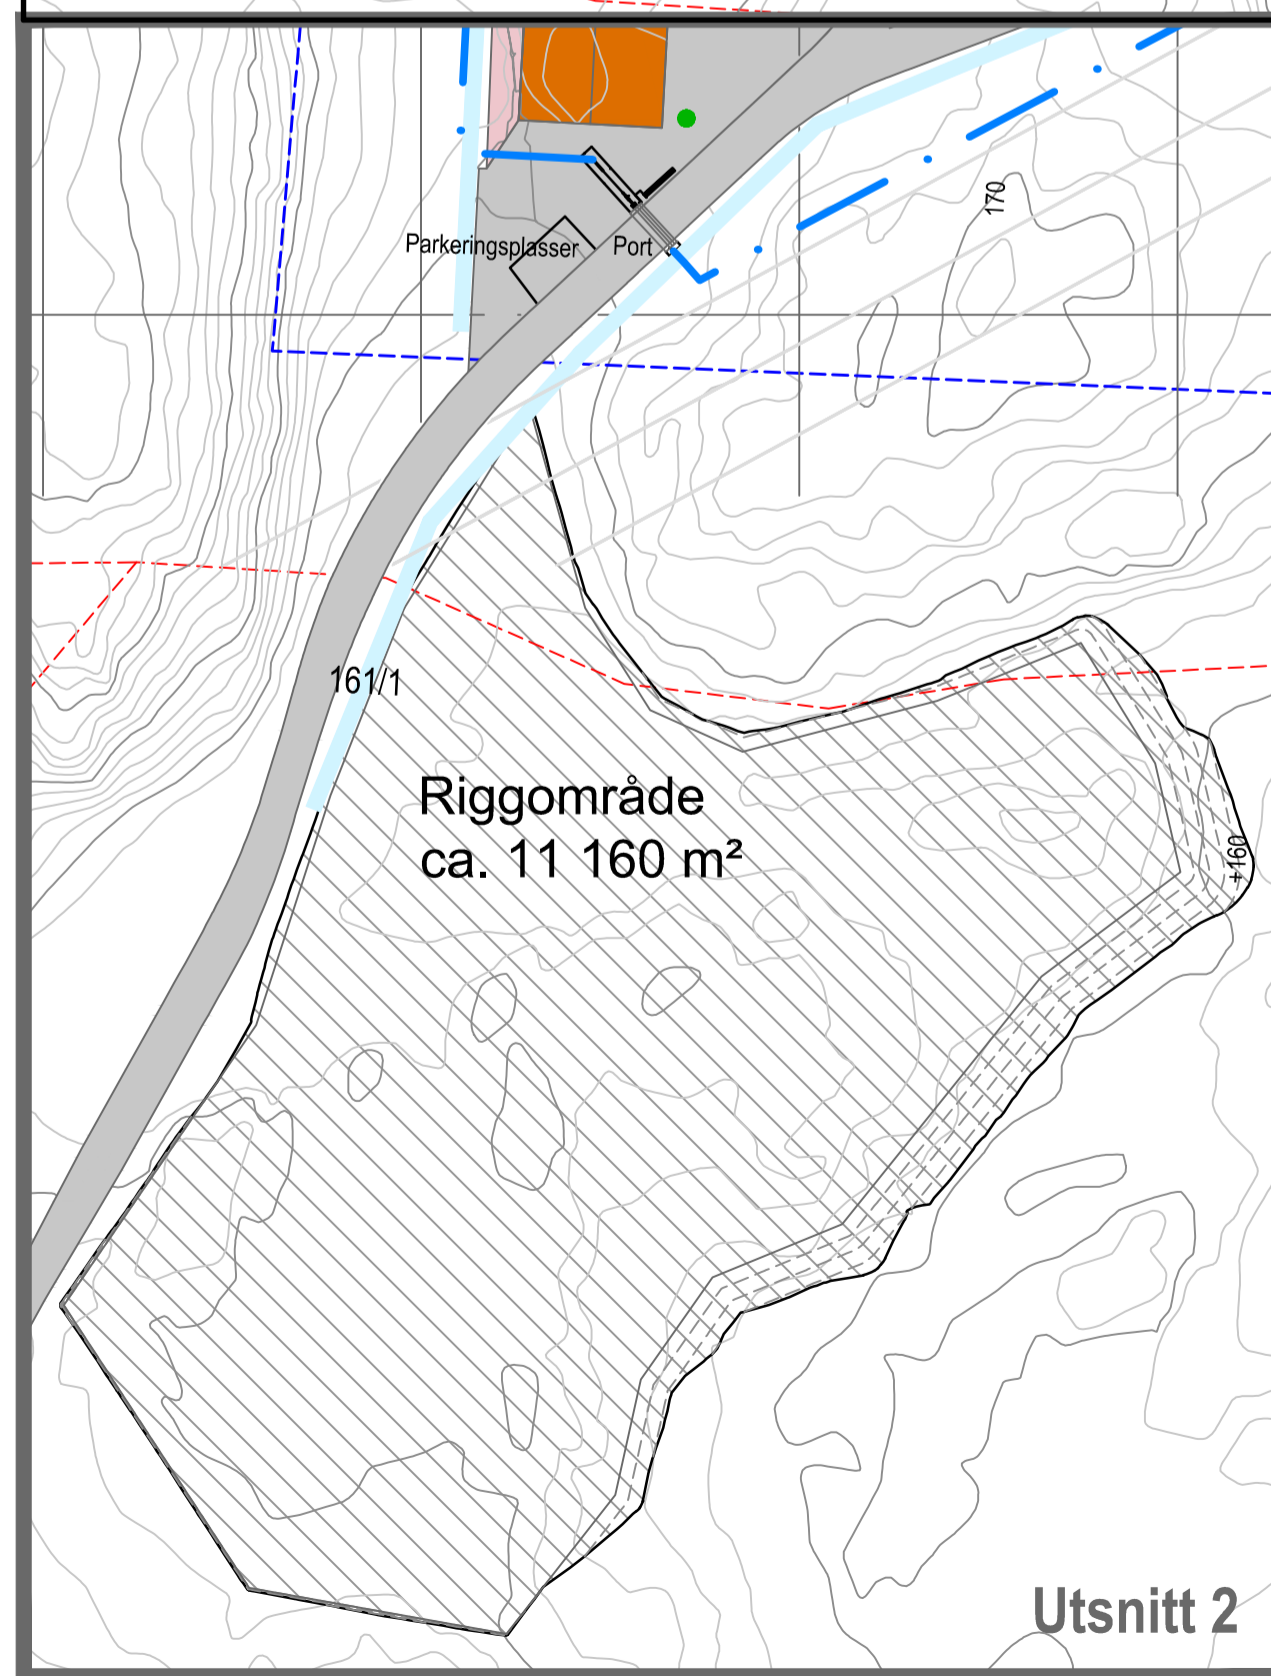 170
Parkeringsplasser
Port
161/1
Riggområde
ca. 11 160 m²
+160
Utsnitt 2